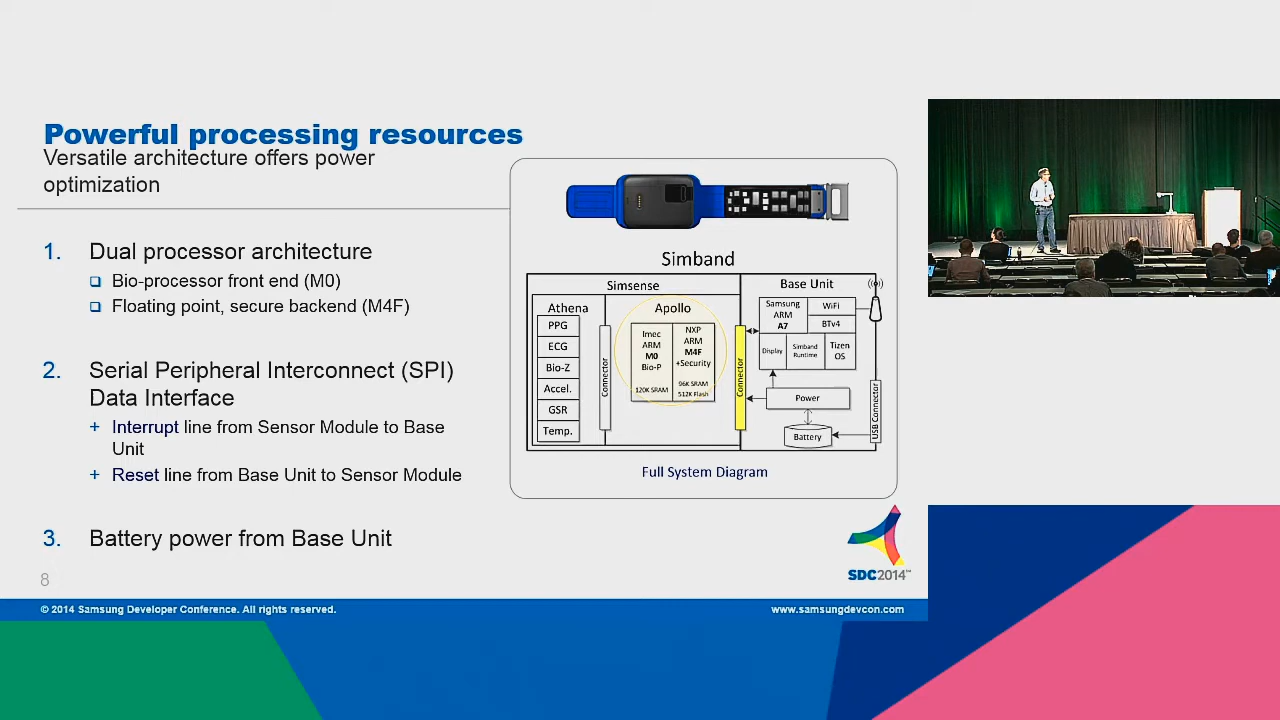 Powerful processing resources
Versatile architecture offers power
optimization
1. Dual processor architecture
Bio-processor front end (M0)
Floating point, secure backend (M4F)
2. Serial Peripheral Interconnect (SPI)
Data Interface
+ Interrupt line from Sensor Module to Base
Unit
+ Reset line from Base Unit to Sensor Module
3. Battery power from Base Unit
8
Simband
Simsense
Athena
PPG
ECG
Bio-Z
Accel.
GSR
Temp.
Connector
Apollo
Imec
ARM
M0
Bio-P
120K SRAM
NXP
ARM
M4F
+Security
96K SRAM
512K Flash
Connector
Base Unit
Samsung
ARM
A7
WiFi
BTv4
Display
Simband
Runtime
Tizen
OS
Power
Battery
USB Connector
Full System Diagram
SDC2014™
© 2014 Samsung Developer Conference. All rights reserved.
www.samsungdevcon.com